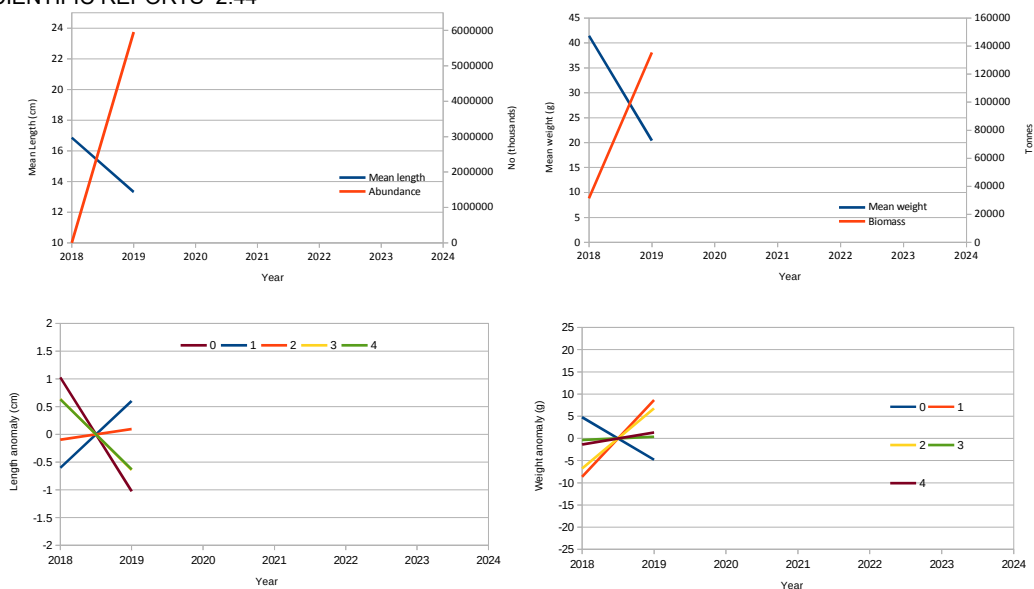 SCIENTIFIC REPORTS 2:44
24
22
20
18
16
14
12
10
Mean Length (cm)
6000000
5000000
4000000
3000000
2000000
1000000
0
No (thousands)
Mean length
Abundance
2018 2019 2020 2021 2022 2023 2024
Year
45
40
35
30
25
20
15
10
5
0
Mean weight (g)
160000
140000
120000
100000
80000
60000
40000
20000
0
Tonnes
Mean weight
Biomass
2018 2019 2020 2021 2022 2023 2024
Year
2
1.5
1
0.5
0
-0.5
-1
-1.5
-2
Length anomaly (cm)
0 1 2 3 4
2018 2019 2020 2021 2022 2023 2024
Year
25
20
15
10
5
0
-5
-10
-15
-20
-25
Weight anomaly (g)
0 1
2 3
4
2018 2019 2020 2021 2022 2023 2024
Year